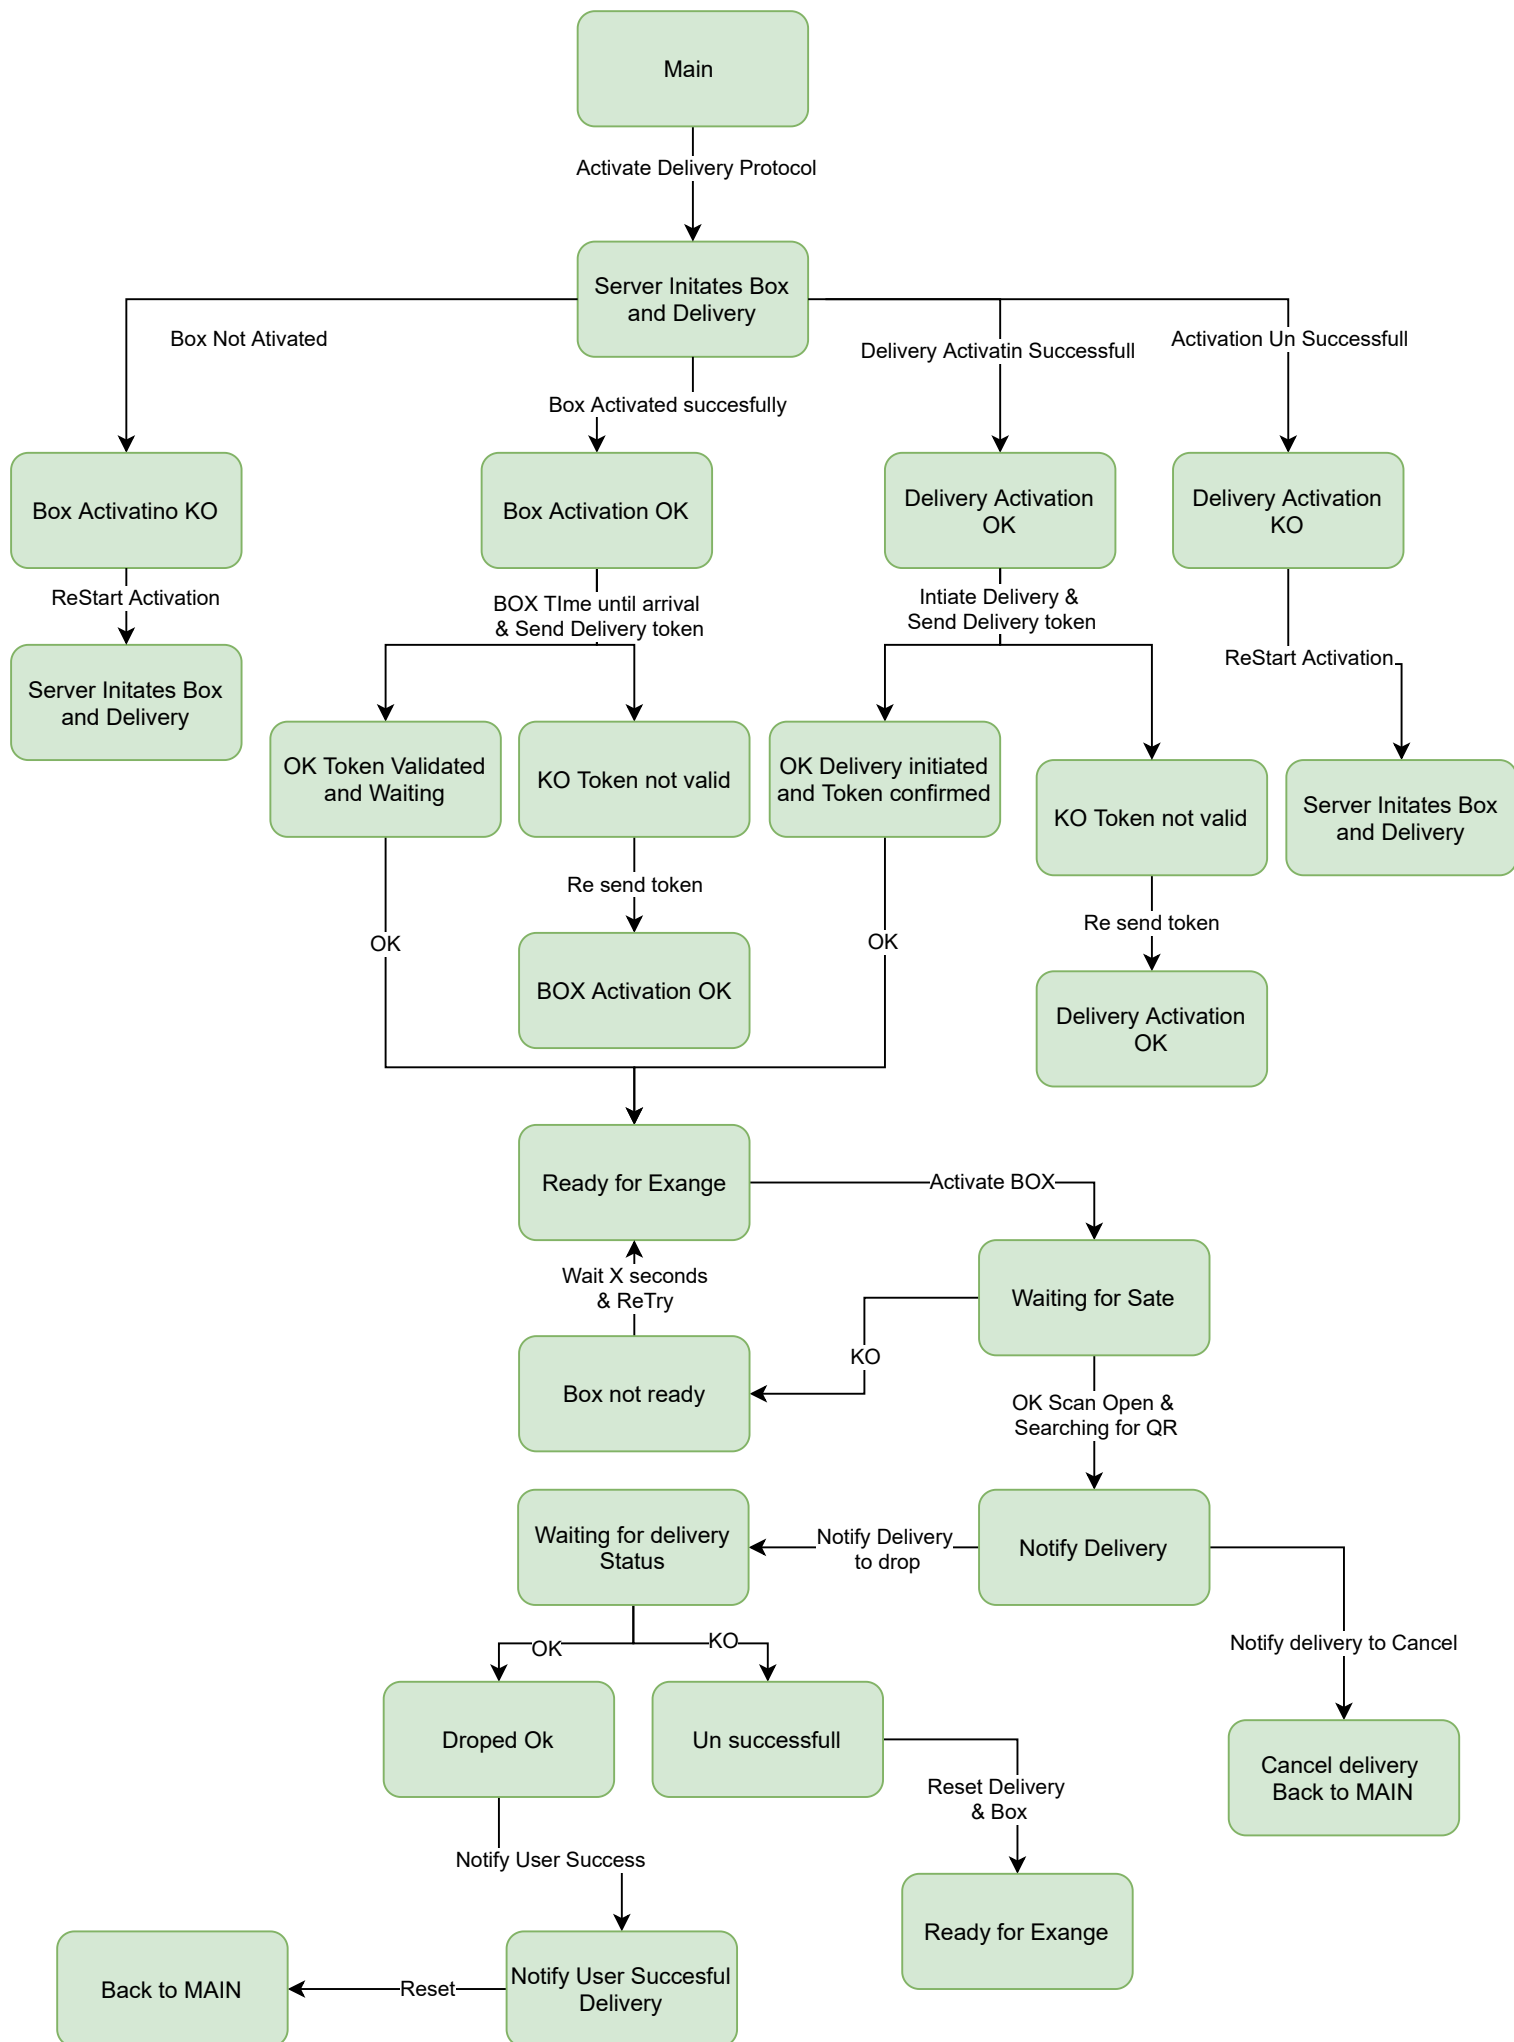 Main
Activate Delivery Protocol
Server Initates Box
and Delivery
Box Not Ativated
Box Activated succesfully
Delivery Activatin Successfull
Activation Un Successfull
Box Activatino KO
Box Activation OK
Delivery Activation
OK
Delivery Activation
KO
ReStart Activation
BOX TIme until arrival
& Send Delivery token
Intiate Delivery &
Send Delivery token
ReStart Activation
Server Initates Box
and Delivery
OK Token Validated
and Waiting
KO Token not valid
OK Delivery initiated
and Token confirmed
KO Token not valid
Server Initates Box
and Delivery
Re send token
Re send token
OK
OK
BOX Activation OK
Delivery Activation
OK
Ready for Exange
Activate BOX
Wait X seconds
& ReTry
Waiting for Sate
KO
Box not ready
OK Scan Open &
Searching for QR
Waiting for delivery
Status
Notify Delivery
to drop
Notify Delivery
OK
KO
Notify delivery to Cancel
Droped Ok
Un successfull
Cancel delivery
Back to MAIN
Reset Delivery
& Box
Notify User Success
Ready for Exange
Back to MAIN
Reset
Notify User Succesful
Delivery